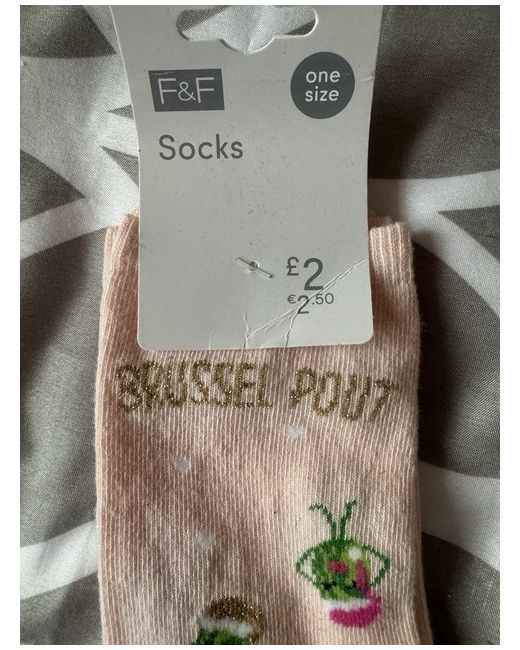 F&F
one
size
Socks
£2
€2.50
BRUSSEL POUT